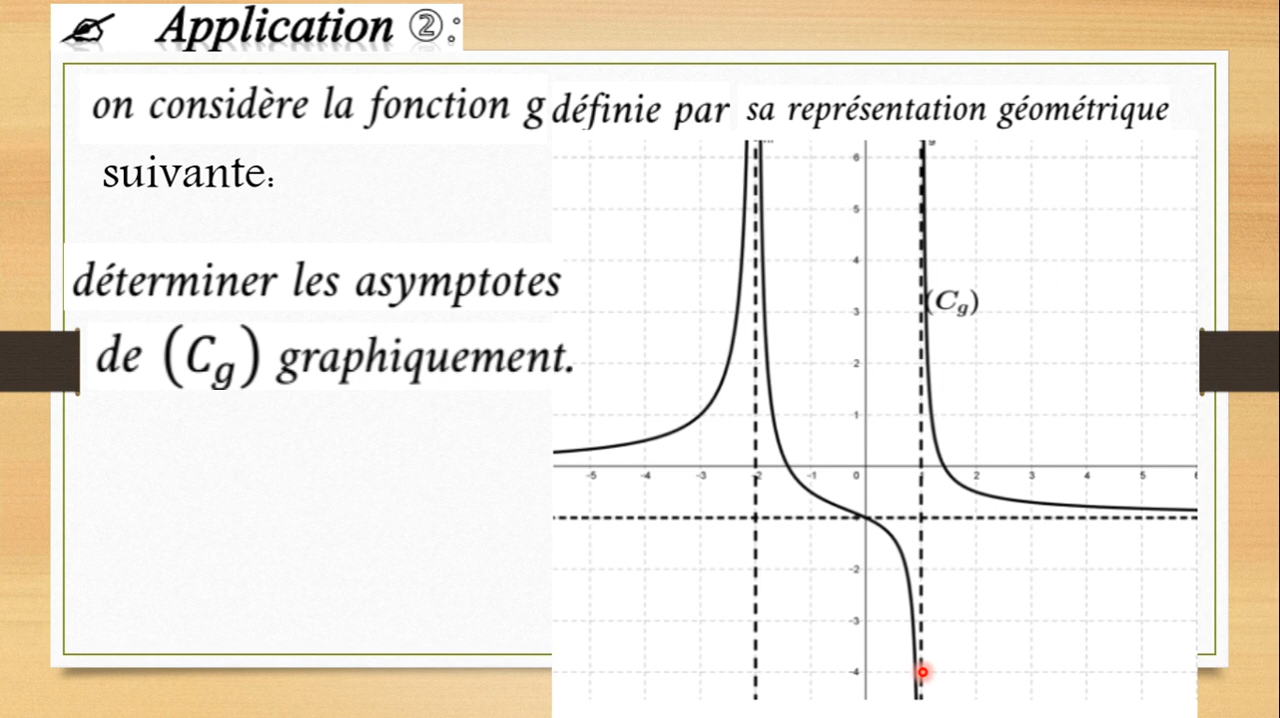 Application ②:
on considère la fonction g définie par sa représentation géométrique
suivante:
déterminer les asymptotes
de (C_g) graphiquement.
6
5
4
(C_g)
3
2
1
-5 -4 -3 -2 -1 0 1 2 3 4 5 6
-2
-3
-4